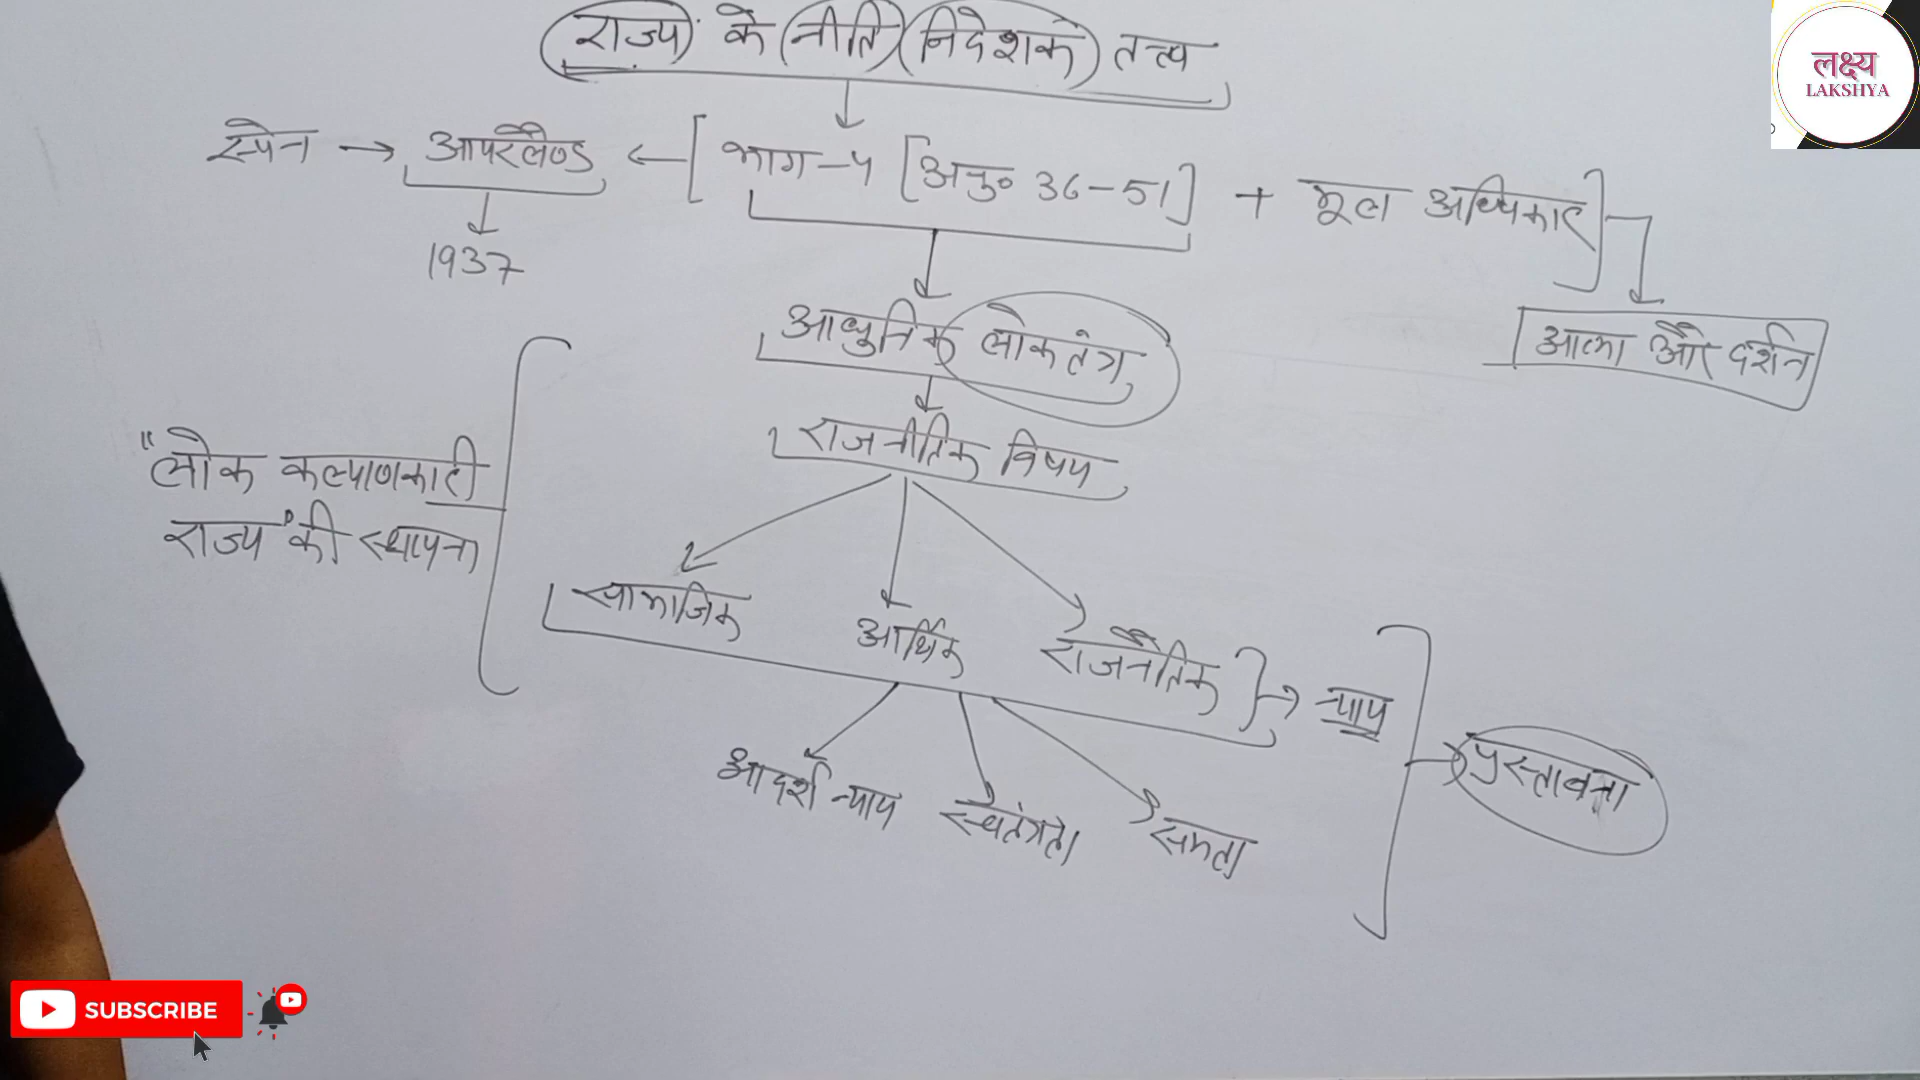 राज्य के नीति निदेशक तत्त्व
लक्ष्य
LAKSHYA
स्पेन → आयरलैण्ड ← [भाग-4 [अनु० 36-51] + मूल अधिकार]
1937
आधुनिक लोकतंत्र
आत्मा और दर्शन
राजनीतिक विषय
"लोक कल्याणकारी
राज्य" की स्थापना
सामाजिक आर्थिक राजनैतिक } → न्याय
प्रस्तावना
आदर्श न्याय स्वतंत्रता समता
SUBSCRIBE